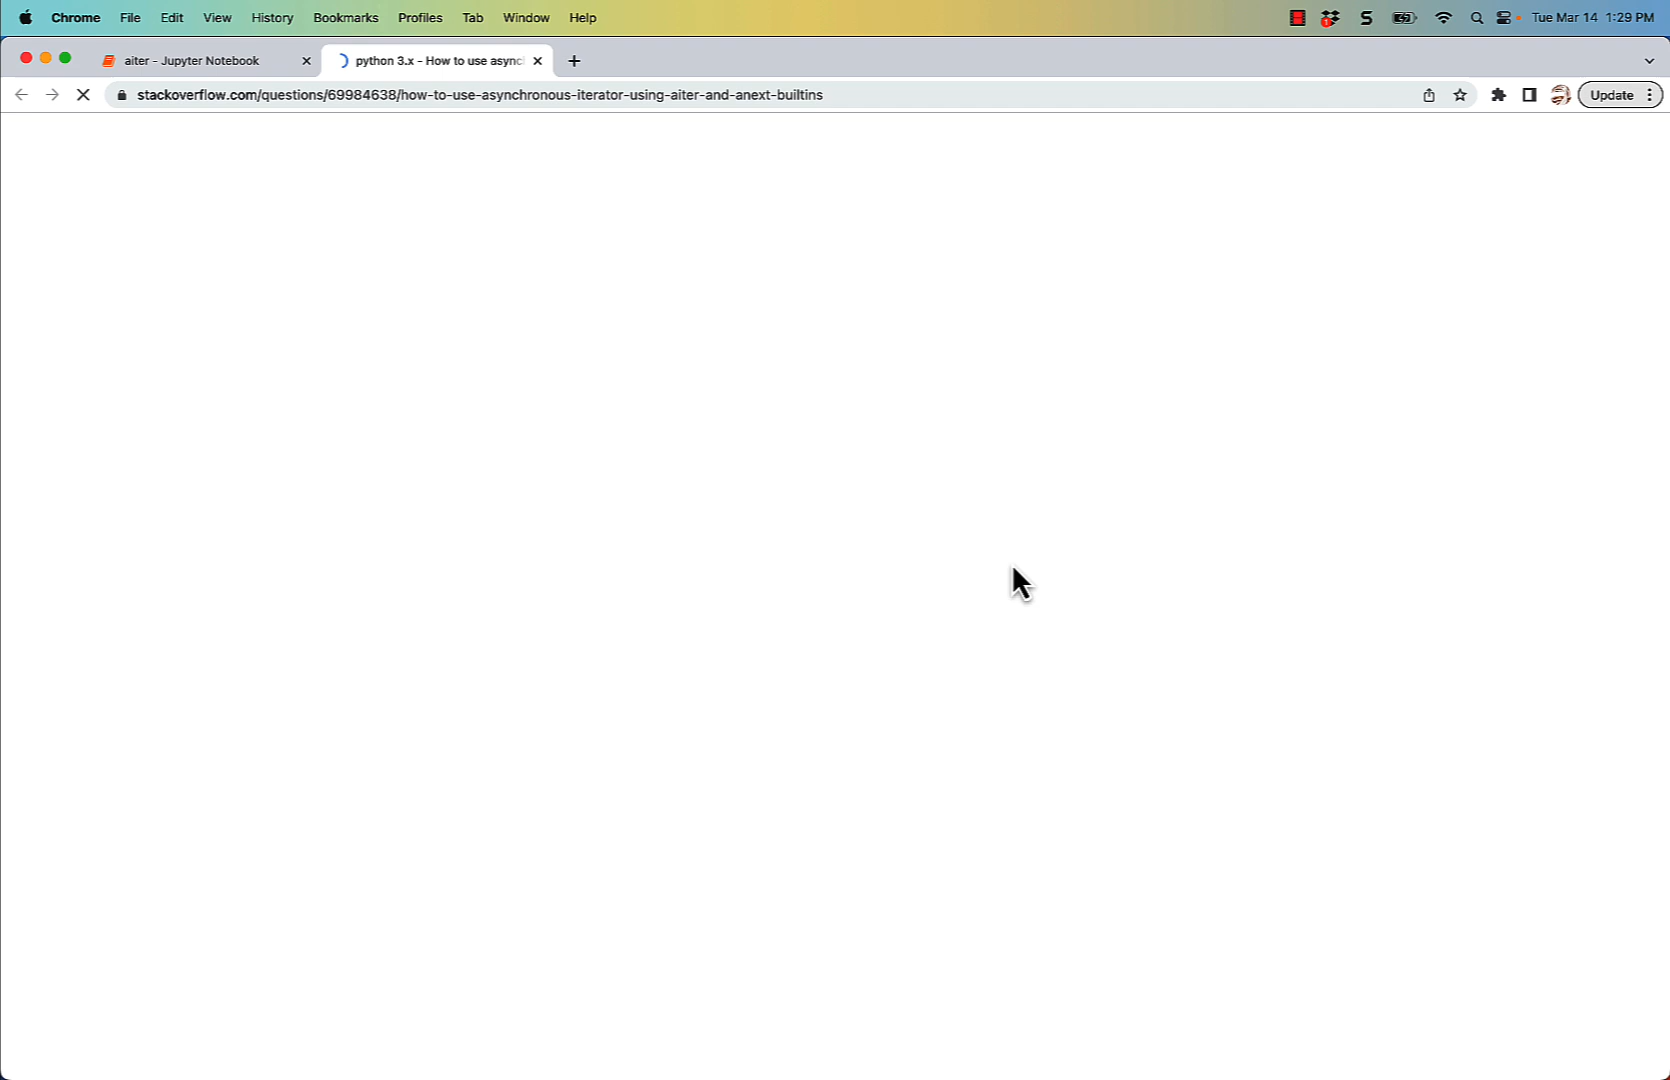 Chrome File Edit View History Bookmarks Profiles Tab Window Help 1 S Tue Mar 14 1:29 PM
aiter - Jupyter Notebook python 3.x - How to use async
stackoverflow.com/questions/69984638/how-to-use-asynchronous-iterator-using-aiter-and-anext-builtins Update